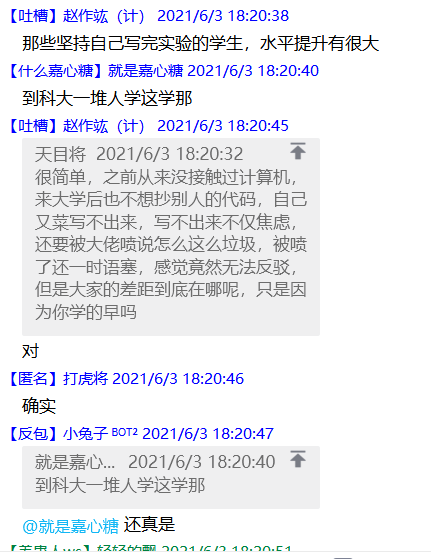 【吐槽】赵作竑（计） 2021/6/3 18:20:38
那些坚持自己写完实验的学生，水平提升有很大
【什么嘉心糖】就是嘉心糖 2021/6/3 18:20:40
到科大一堆人学这学那
【吐槽】赵作竑（计） 2021/6/3 18:20:45
天目将 2021/6/3 18:20:32
很简单，之前从来没接触过计算机，
来大学后也不想抄别人的代码，自己
又菜写不出来，写不出来不仅焦虑，
还要被大佬喷说怎么这么垃圾，被喷
了还一时语塞，感觉竟然无法反驳，
但是大家的差距到底在哪呢，只是因
为你学的早吗
对
【匿名】打虎将 2021/6/3 18:20:46
确实
【反包】小兔子 BOT2 2021/6/3 18:20:47
就是嘉心... 2021/6/3 18:20:40
到科大一堆人学这学那
@就是嘉心糖 还真是
轻轻的飘 2021/6/3 18:20:51